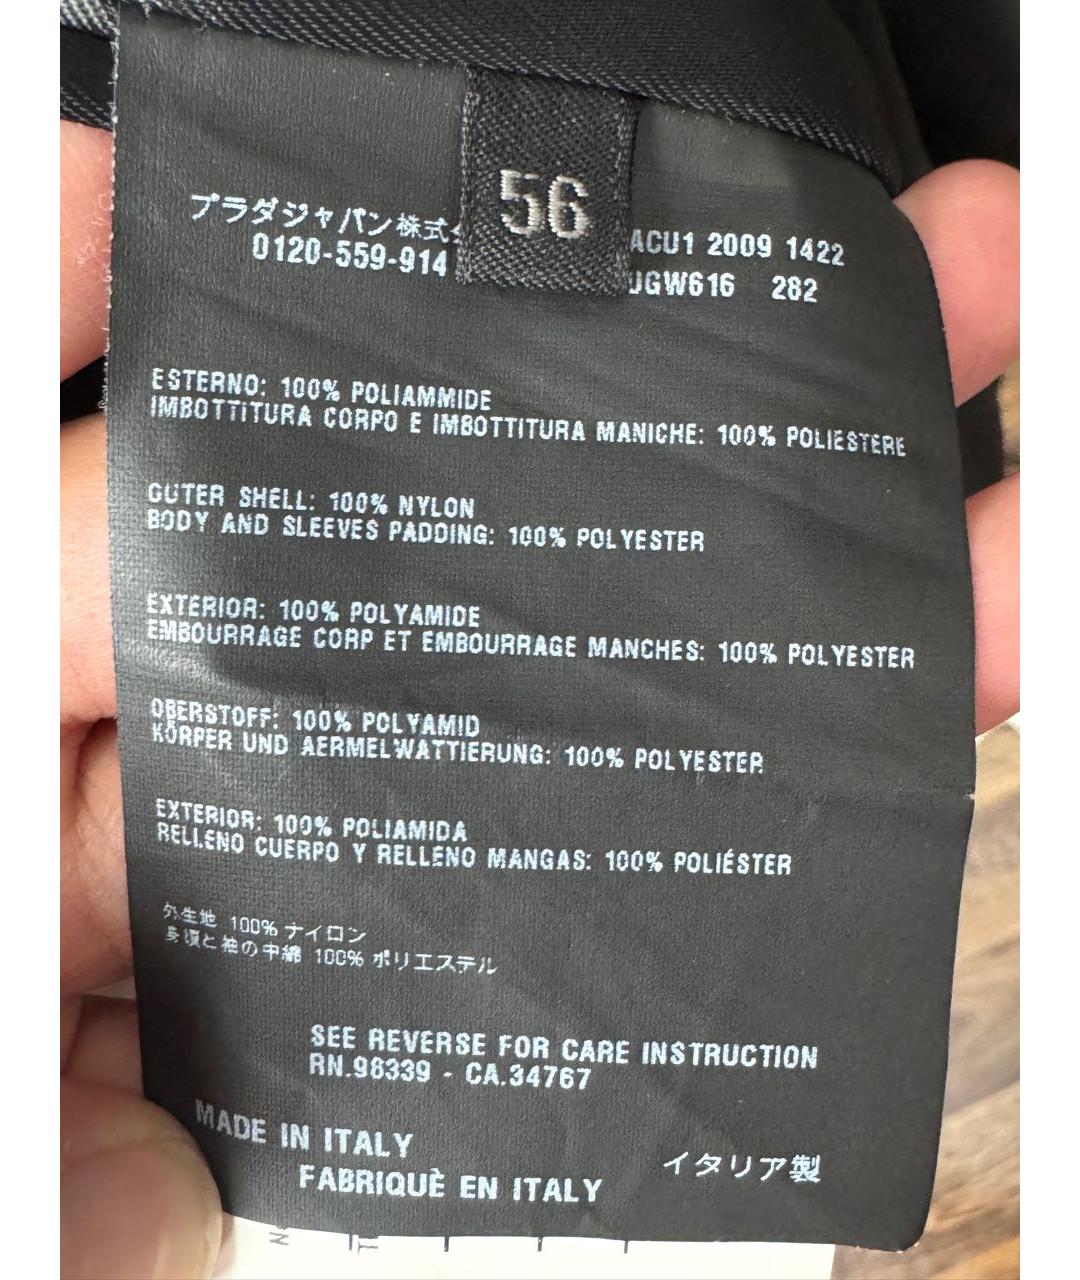 56
プラダジャパン株式
0120-559-914
ACU1 2009 1422
UGW616 282
ESTERNO: 100% POLIAMMIDE
IMBOTTITURA CORPO E IMBOTTITURA MANICHE: 100% POLIESTERE
OUTER SHELL: 100% NYLON
BODY AND SLEEVES PADDING: 100% POLYESTER
EXTERIOR: 100% POLYAMIDE
EMBOURRAGE CORP ET EMBOURRAGE MANCHES: 100% POLYESTER
OBERSTOFF: 100% POLYAMID
KÖRPER UND AERMELWATTIERUNG: 100% POLYESTER
EXTERIOR: 100% POLIAMIDA
RELLENO CUERPO Y RELLENO MANGAS: 100% POLIÉSTER
外生地 100% ナイロン
身頃と袖の中綿 100% ポリエステル
SEE REVERSE FOR CARE INSTRUCTION
RN.98339 - CA.34767
MADE IN ITALY
FABRIQUÈ EN ITALY
イタリア製